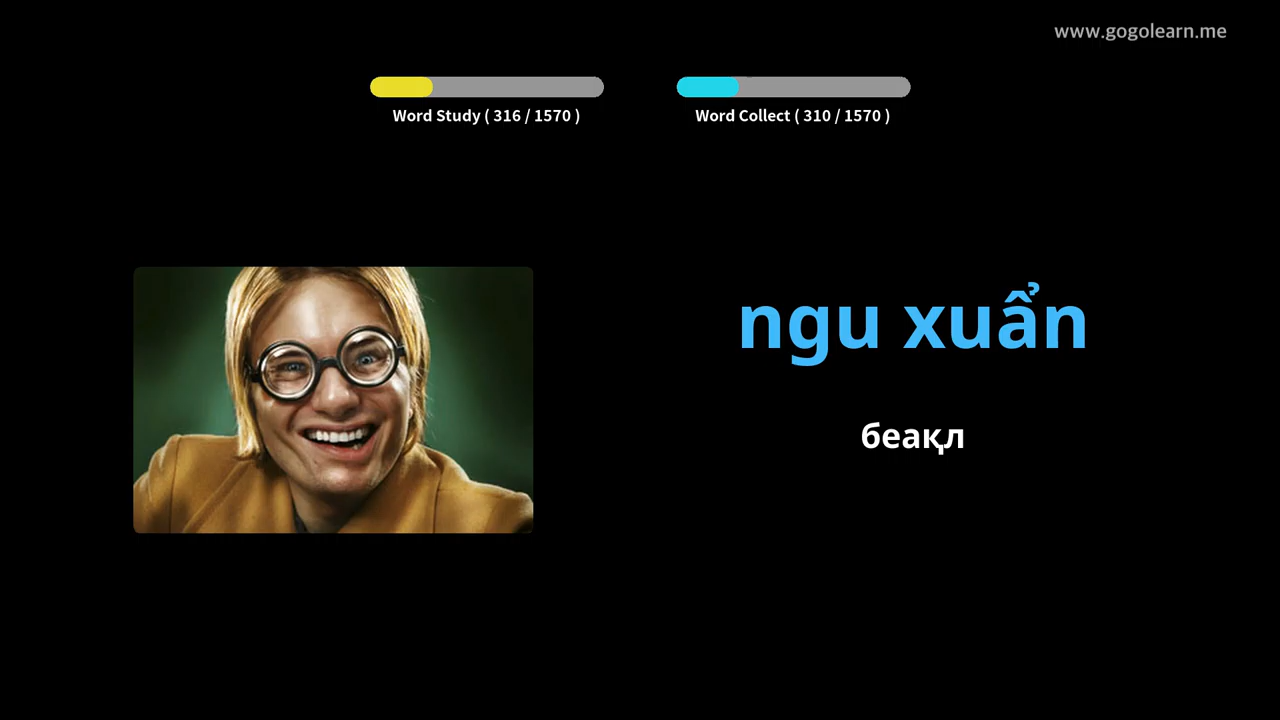 www.gogolearn.me
Word Study ( 316 / 1570 )
Word Collect ( 310 / 1570 )
ngu xuẩn
беақл